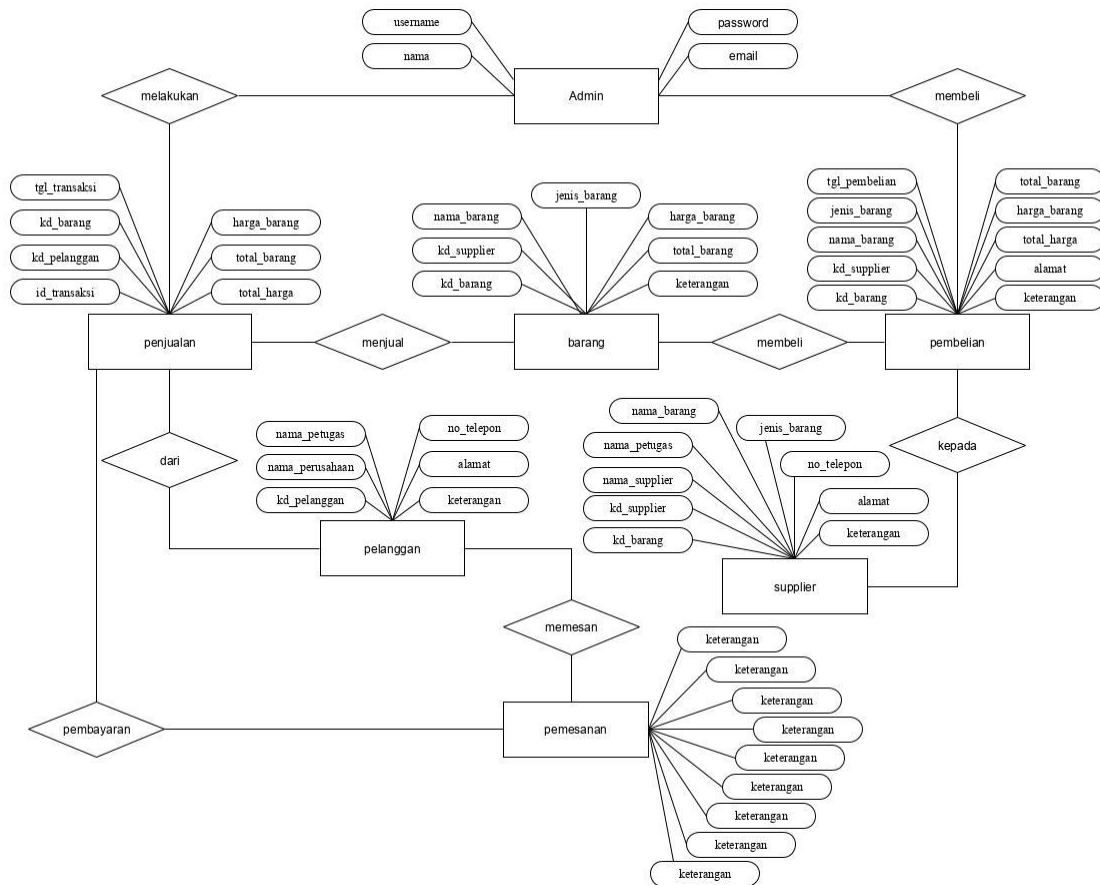 username
password
nama
email
Admin
melakukan
membeli
tgl_transaksi
kd_barang
kd_pelanggan
id_transaksi
harga_barang
total_barang
total_harga
penjualan
menjual
jenis_barang
nama_barang
kd_supplier
kd_barang
harga_barang
total_barang
keterangan
barang
membeli
tgl_pembelian
jenis_barang
nama_barang
kd_supplier
kd_barang
total_barang
harga_barang
total_harga
alamat
keterangan
pembelian
dari
nama_petugas
nama_perusahaan
kd_pelanggan
no_telepon
alamat
keterangan
pelanggan
nama_barang
nama_petugas
nama_supplier
kd_supplier
kd_barang
jenis_barang
no_telepon
alamat
keterangan
supplier
kepada
memesan
pembayaran
pemesanan
keterangan
keterangan
keterangan
keterangan
keterangan
keterangan
keterangan
keterangan
keterangan